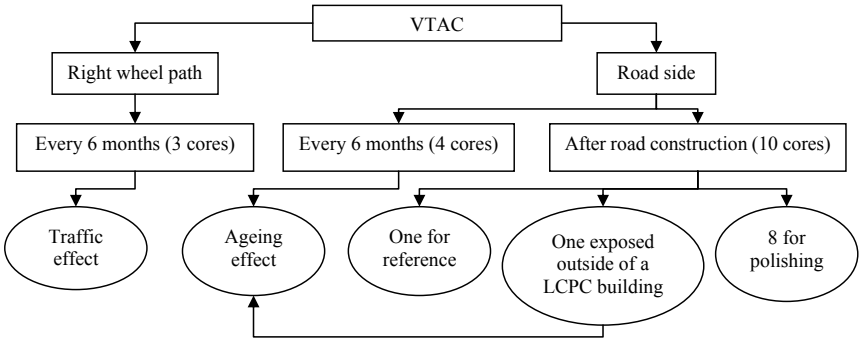 VTAC
Right wheel path
Road side
Every 6 months (3 cores)
Every 6 months (4 cores)
After road construction (10 cores)
Traffic
effect
Ageing
effect
One for
reference
One exposed
outside of a
LCPC building
8 for
polishing